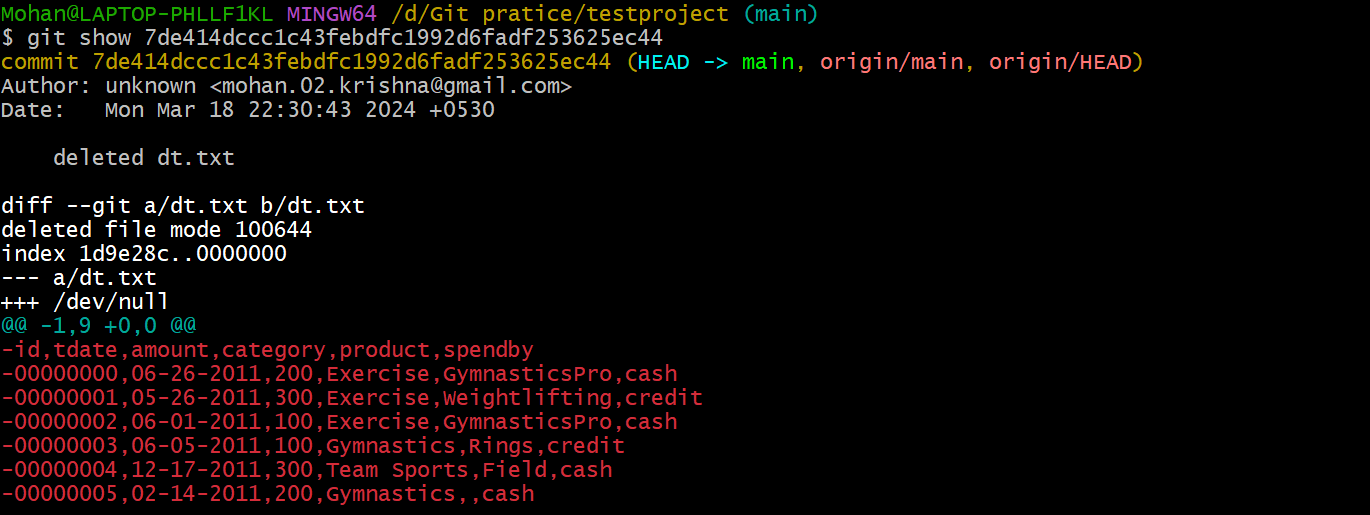 Mohan@LAPTOP-PHLLF1KL MINGW64 /d/Git pratice/testproject (main)
$ git show 7de414dccc1c43febdfc1992d6fadf253625ec44
commit 7de414dccc1c43febdfc1992d6fadf253625ec44 (HEAD -> main, origin/main, origin/HEAD)
Author: unknown <mohan.02.krishna@gmail.com>
Date:   Mon Mar 18 22:30:43 2024 +0530
    deleted dt.txt
diff --git a/dt.txt b/dt.txt
deleted file mode 100644
index 1d9e28c..0000000
--- a/dt.txt
+++ /dev/null
@@ -1,9 +0,0 @@
-id,tdate,amount,category,product,spendby
-00000000,06-26-2011,200,Exercise,GymnasticsPro,cash
-00000001,05-26-2011,300,Exercise,Weightlifting,credit
-00000002,06-01-2011,100,Exercise,GymnasticsPro,cash
-00000003,06-05-2011,100,Gymnastics,Rings,credit
-00000004,12-17-2011,300,Team Sports,Field,cash
-00000005,02-14-2011,200,Gymnastics,,cash